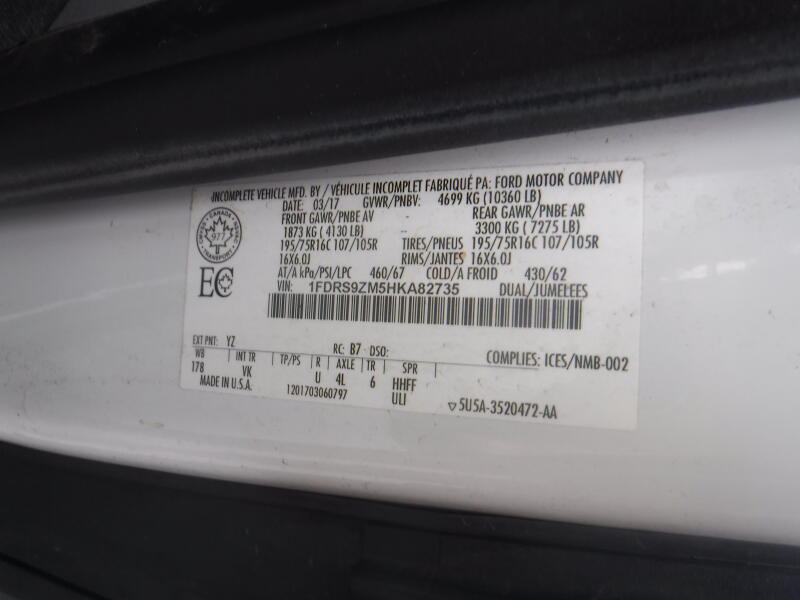 INCOMPLETE VEHICLE MFD. BY / VÉHICULE INCOMPLET FABRIQUÉ PA: FORD MOTOR COMPANY
DATE: 03/17 GVWR/PNBV: 4699 KG (10360 LB)
FRONT GAWR/PNBE AV REAR GAWR/PNBE AR
1873 KG ( 4130 LB) 3300 KG ( 7275 LB)
195/75R16C 107/105R TIRES/PNEUS 195/75R16C 107/105R
16X6.0J RIMS/JANTES 16X6.0J
AT/A kPa/PSI/LPC 460/67 COLD/A FROID 430/62
VIN: 1FDRS9ZM5HKA82735 DUAL/JUMELEES
CANADA
TRANSPORT
977
EC
EXT PNT: YZ RC: B7 DSO: COMPLIES: ICES/NMB-002
WB INT TR TP/PS R AXLE TR SPR
178 VK U 4L 6 HHFF
MADE IN U.S.A. 1201703060797 ULI
5U5A-3520472-AA